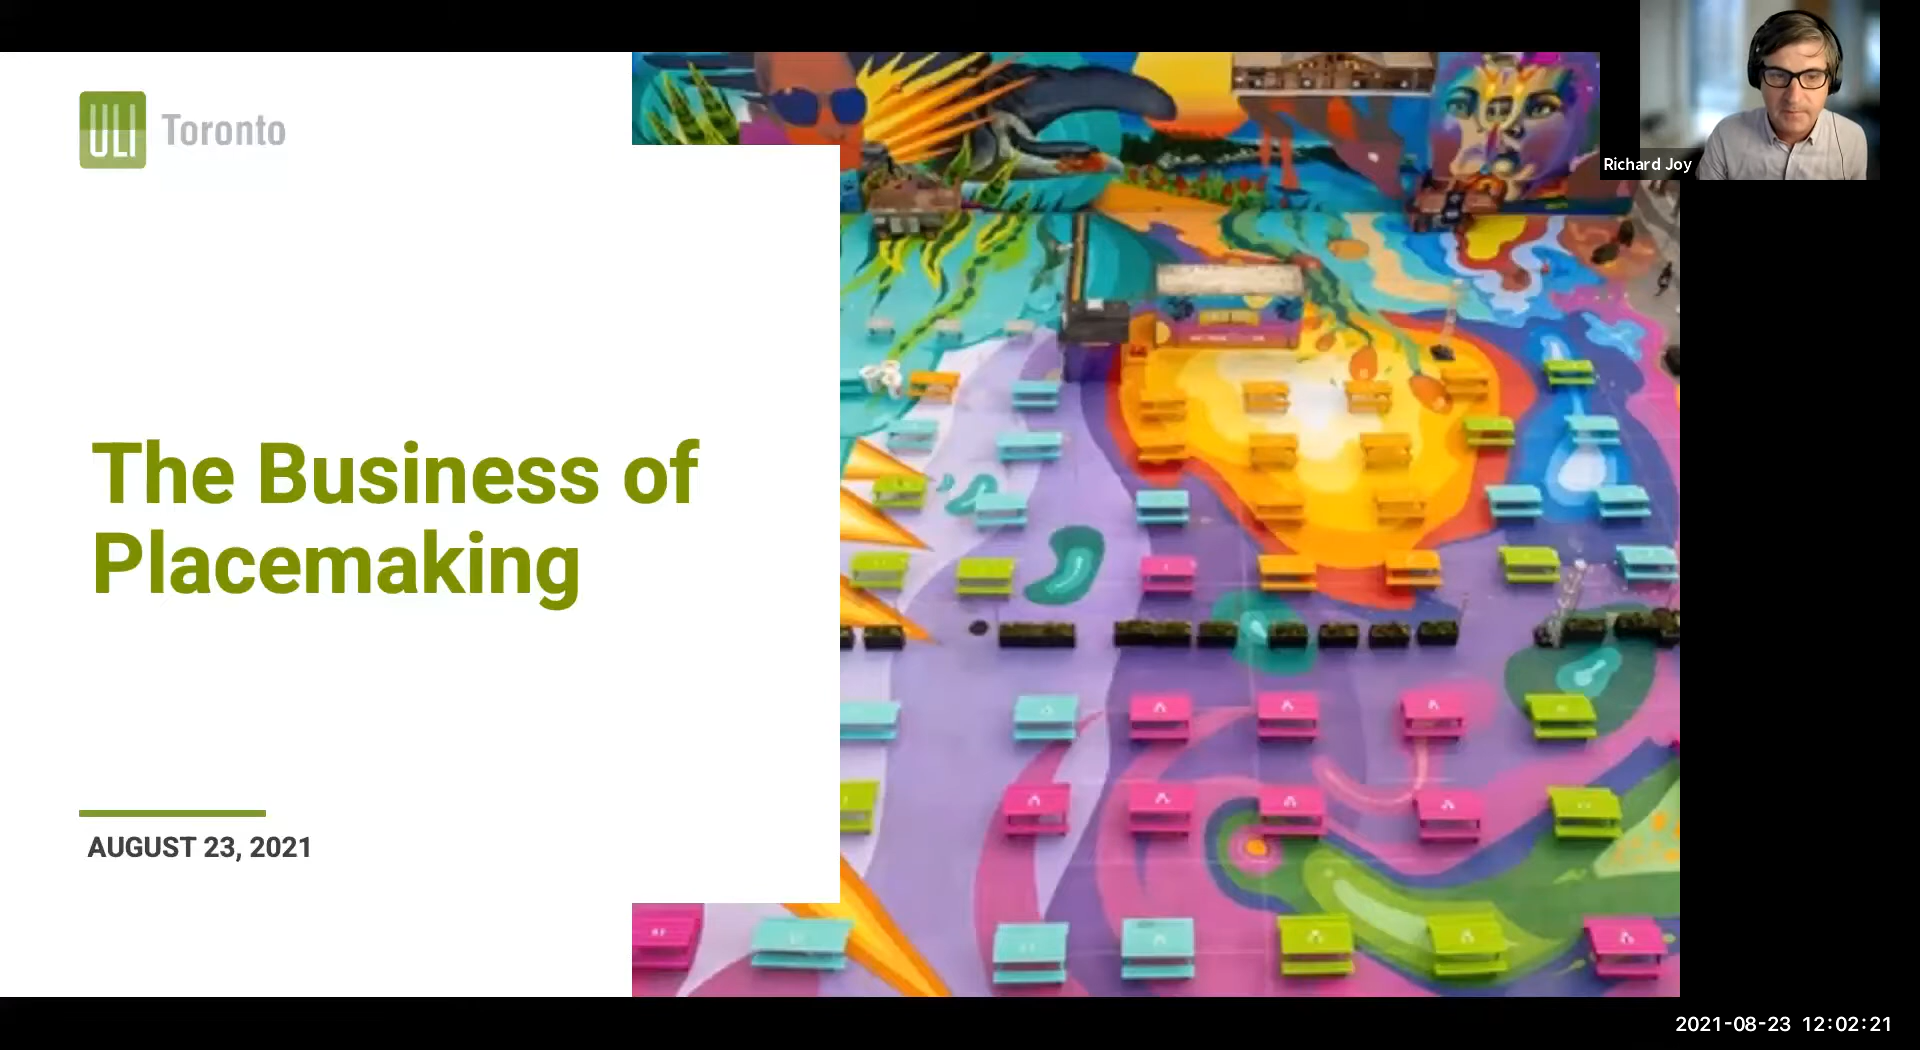 ULI Toronto
Richard Joy
The Business of
Placemaking
AUGUST 23, 2021
2021-08-23 12:02:21